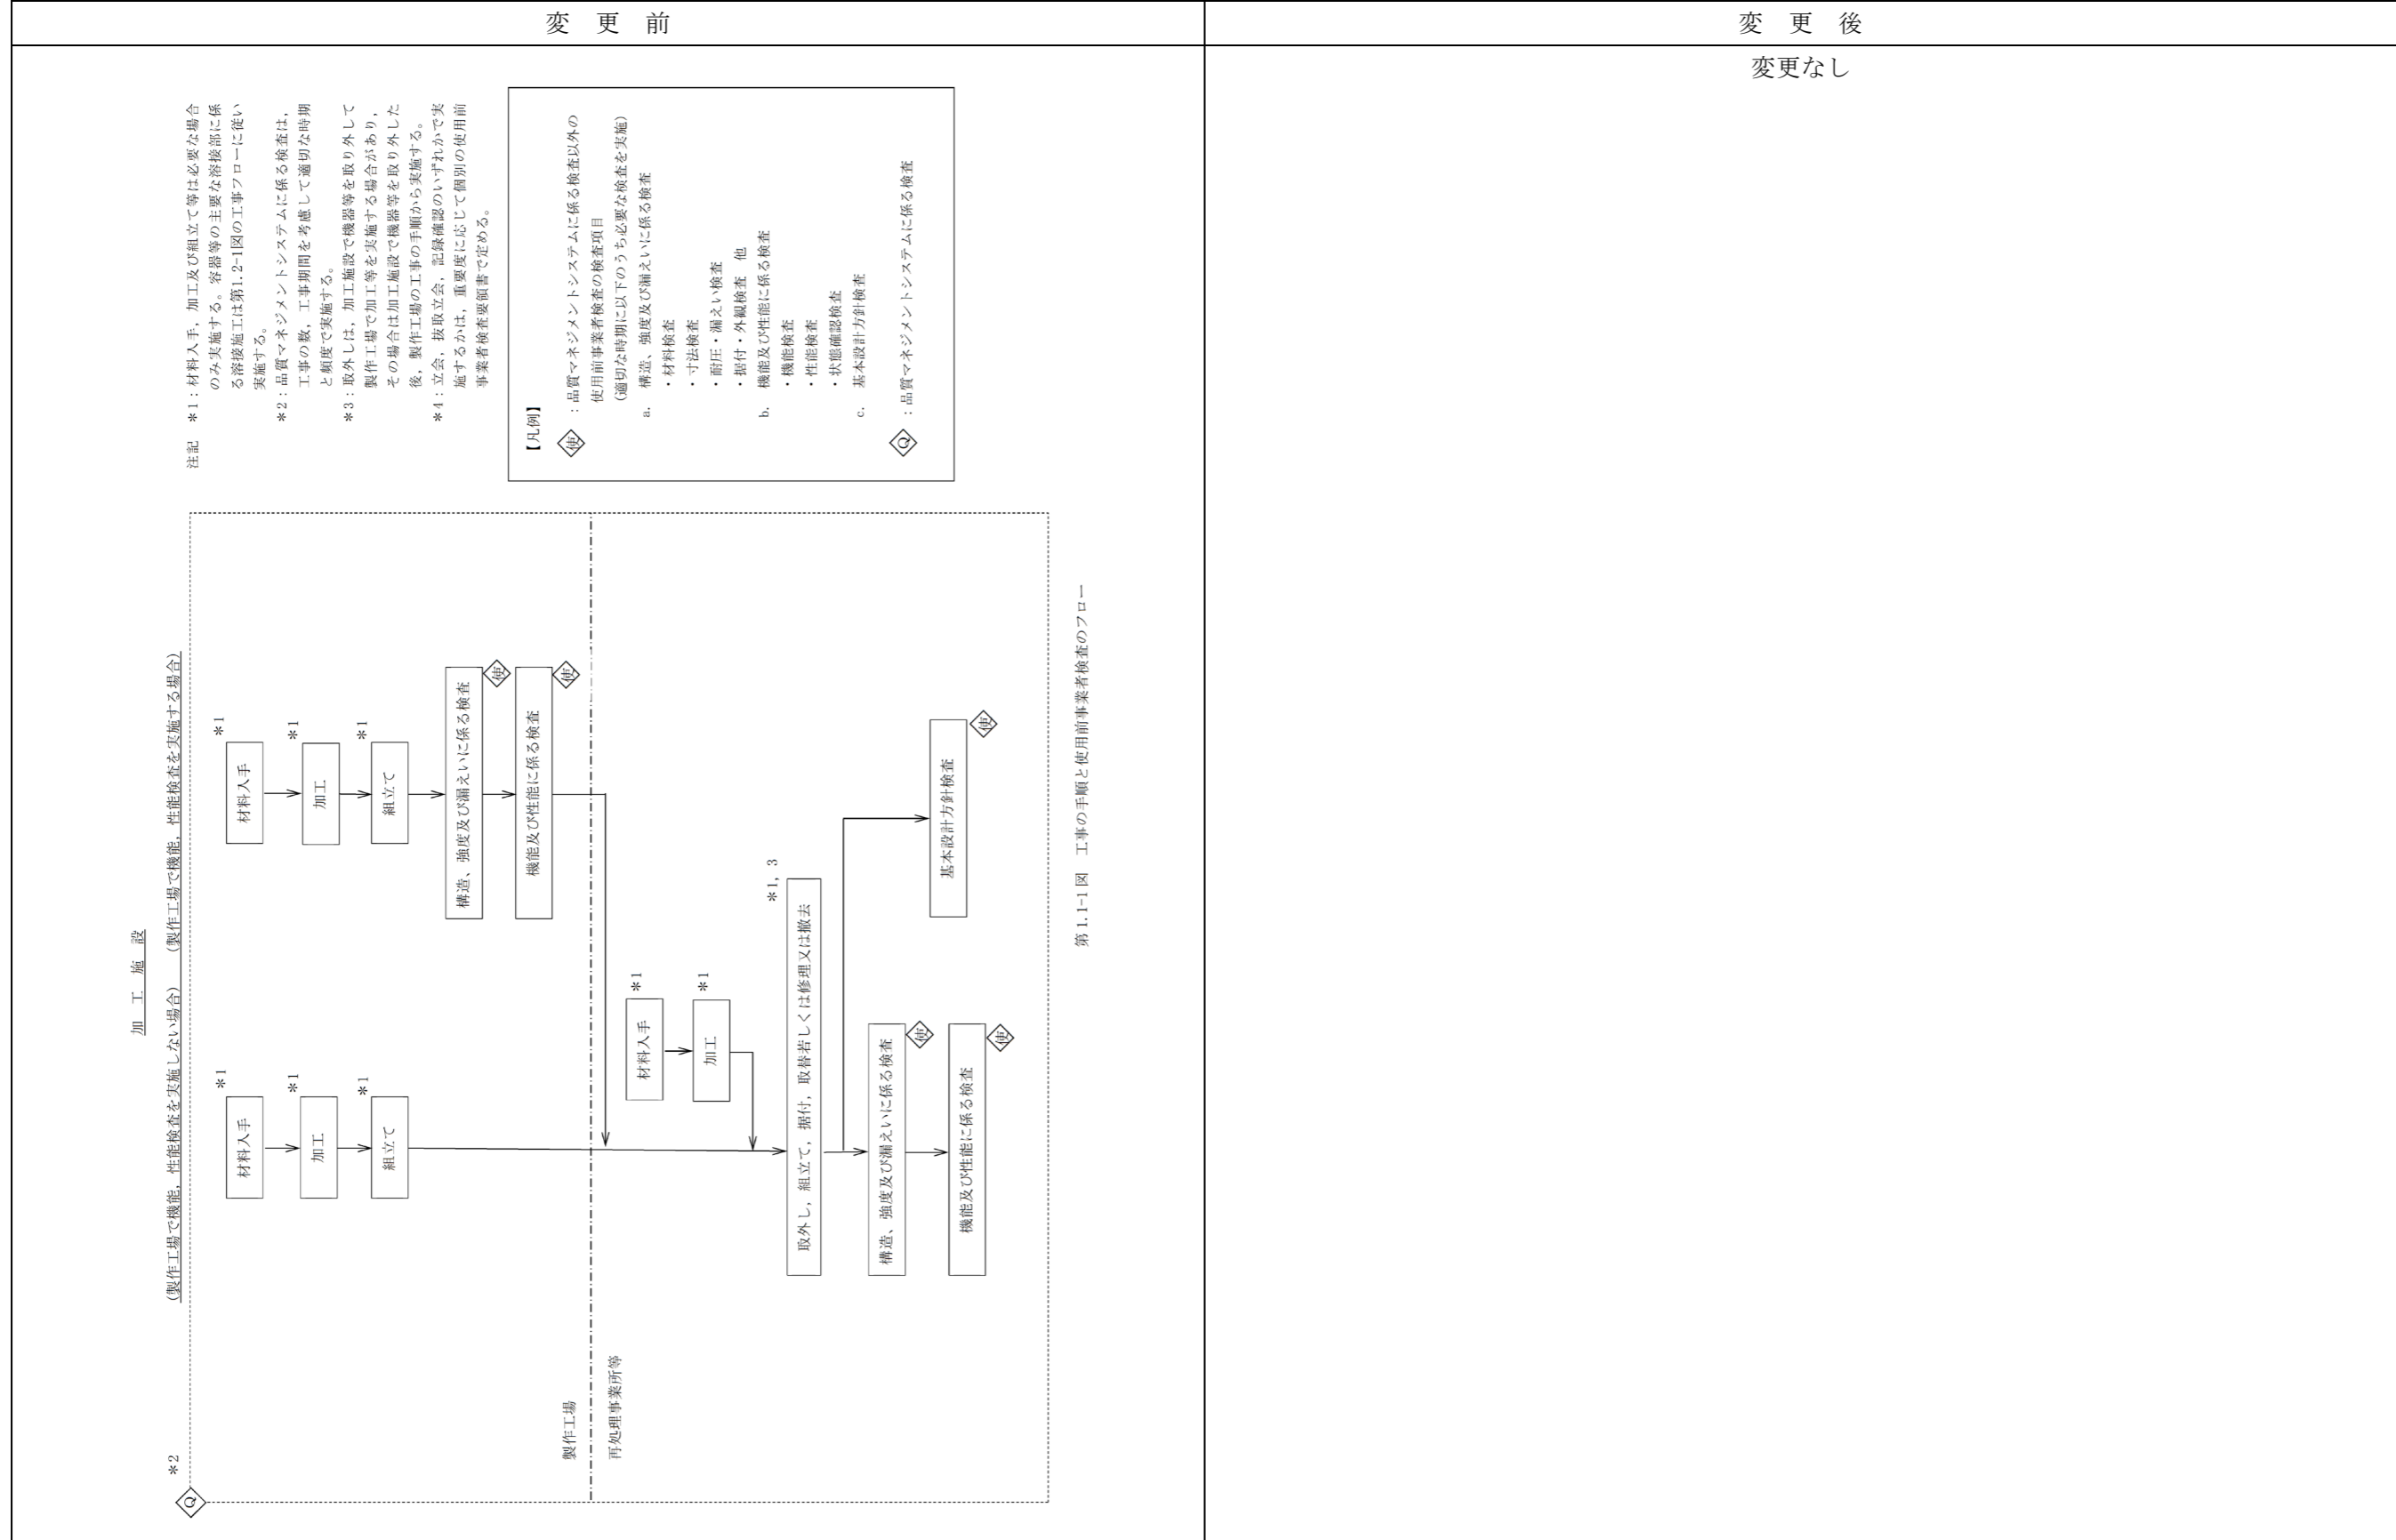 変 更 前
変 更 後
変更なし
加 工 施 設
(製作工場で機能,性能検査を実施しない場合)
(製作工場で機能,性能検査を実施する場合)
*2
Q
材料入手
*1
加工
*1
組立て
*1
材料入手
*1
加工
*1
組立て
*1
構造、強度及び漏えいに係る検査
使
機能及び性能に係る検査
使
製作工場
再処理事業所等
材料入手
*1
加工
*1
取外し,組立て,据付,取替若しくは修理又は撤去
*1, 3
構造、強度及び漏えいに係る検査
使
機能及び性能に係る検査
使
基本設計方針検査
使
注記 *1:材料入手,加工及び組立て等は必要な場合
のみ実施する。容器等の主要な溶接部に係
る溶接施工は第1.2-1図の工事フローに従い
実施する。
*2:品質マネジメントシステムに係る検査は,
工事の数,工事期間を考慮して適切な時期
と頻度で実施する。
*3:取外しは,加工施設で機器等を取り外して
製作工場で加工等を実施する場合があり,
その場合は加工施設で機器等を取り外した
後,製作工場の工事の手順から実施する。
*4:立会,抜取立会,記録確認のいずれかで実
施するかは,重要度に応じて個別の使用前
事業者検査要領書で定める。
【凡例】
使 :品質マネジメントシステムに係る検査以外の
使用前事業者検査の検査項目
(適切な時期に以下のうち必要な検査を実施)
a. 構造、強度及び漏えいに係る検査
・材料検査
・寸法検査
・耐圧・漏えい検査
・据付・外観検査 他
b. 機能及び性能に係る検査
・機能検査
・性能検査
・状態確認検査
c. 基本設計方針検査
Q :品質マネジメントシステムに係る検査
第1.1-1図 工事の手順と使用前事業者検査のフロー